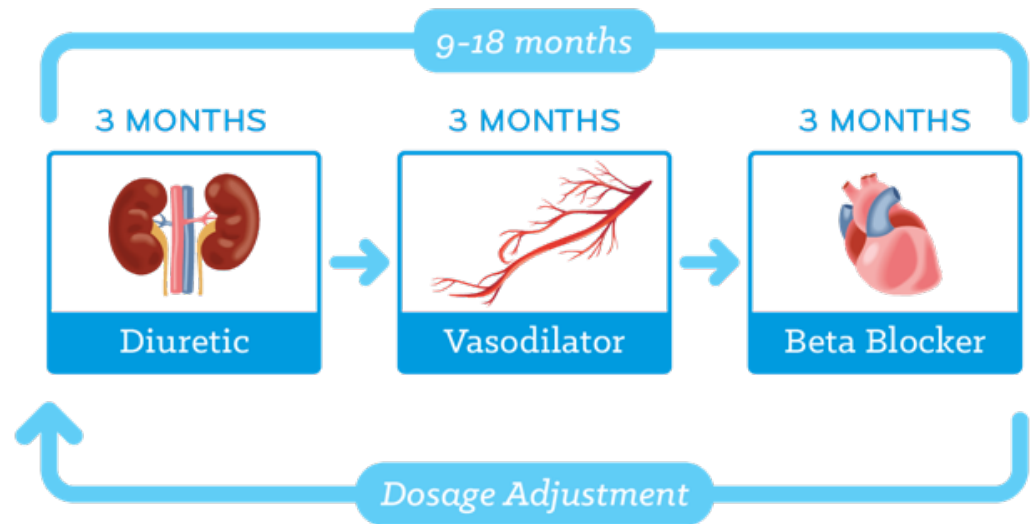 9-18 months
3 MONTHS
3 MONTHS
3 MONTHS
Diuretic
Vasodilator
Beta Blocker
Dosage Adjustment